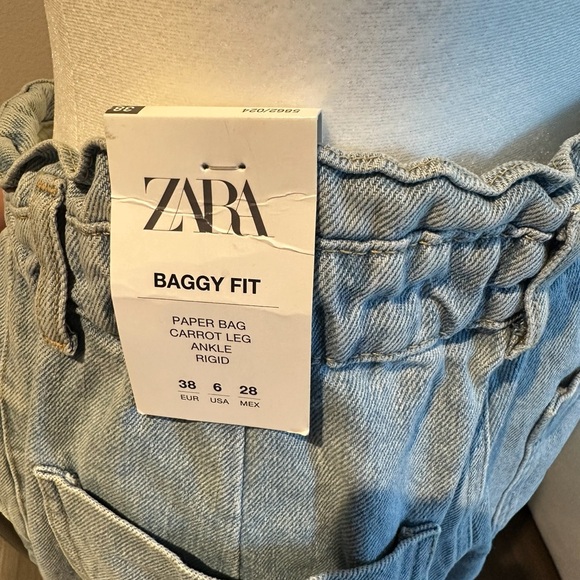 38 5862/024
ZARA
BAGGY FIT
PAPER BAG
CARROT LEG
ANKLE
RIGID
38 6 28
EUR USA MEX